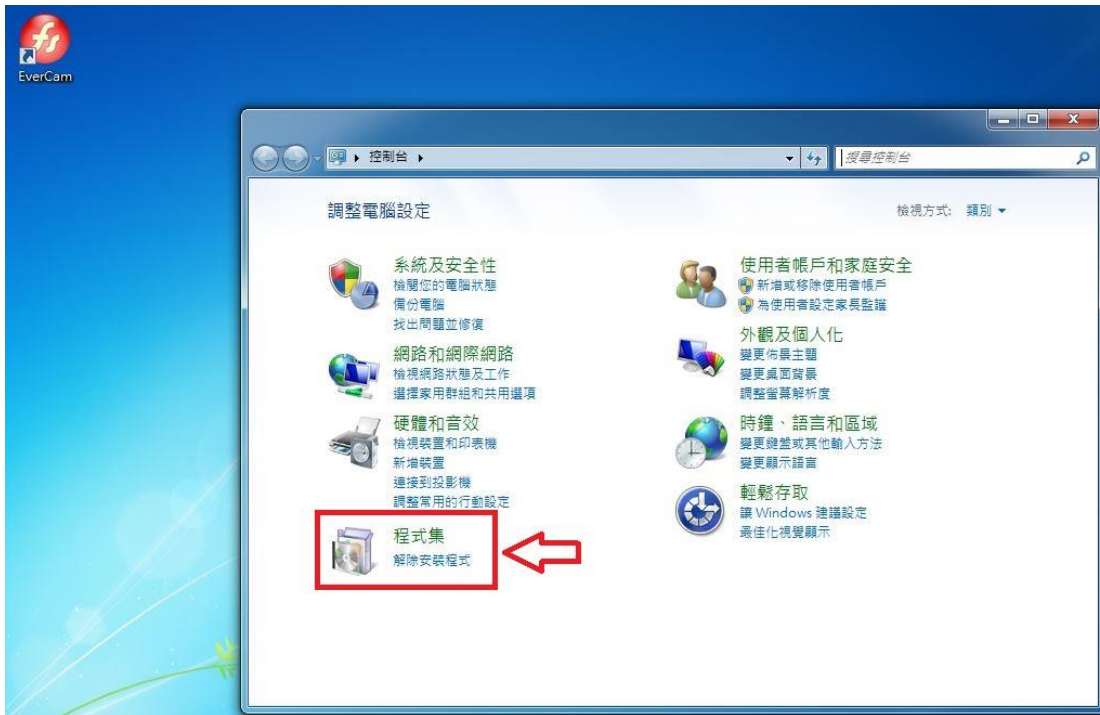 EverCam
控制台
搜尋控制台
調整電腦設定
檢視方式: 類別
系統及安全性
檢閱您的電腦狀態
備份電腦
找出問題並修復
網路和網際網路
檢視網路狀態及工作
選擇家用群組和共用選項
硬體和音效
檢視裝置和印表機
新增裝置
連接到投影機
調整常用的行動設定
程式集
解除安裝程式
使用者帳戶和家庭安全
新增或移除使用者帳戶
為使用者設定家長監護
外觀及個人化
變更佈景主題
變更桌面背景
調整螢幕解析度
時鐘、語言和區域
變更鍵盤或其他輸入方法
變更顯示語言
輕鬆存取
讓 Windows 建議設定
最佳化視覺顯示